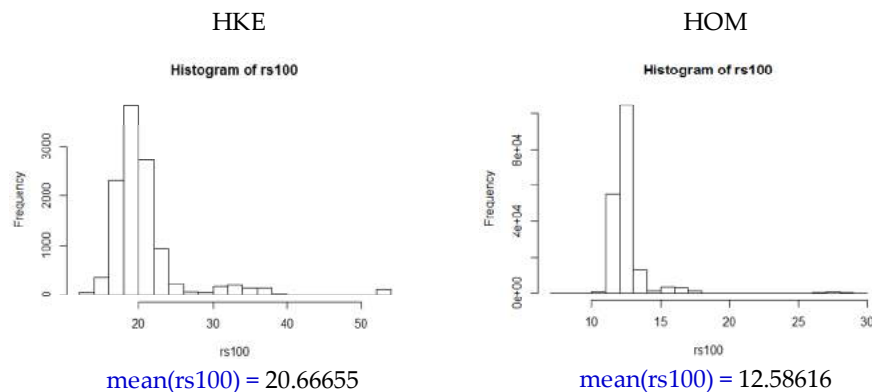 HKE
Histogram of rs100
Frequency
3000
2000
1000
0
20 30 40 50
rs100
mean(rs100) = 20.66655
HOM
Histogram of rs100
Frequency
8e+04
4e+04
0e+00
10 15 20 25 30
rs100
mean(rs100) = 12.58616